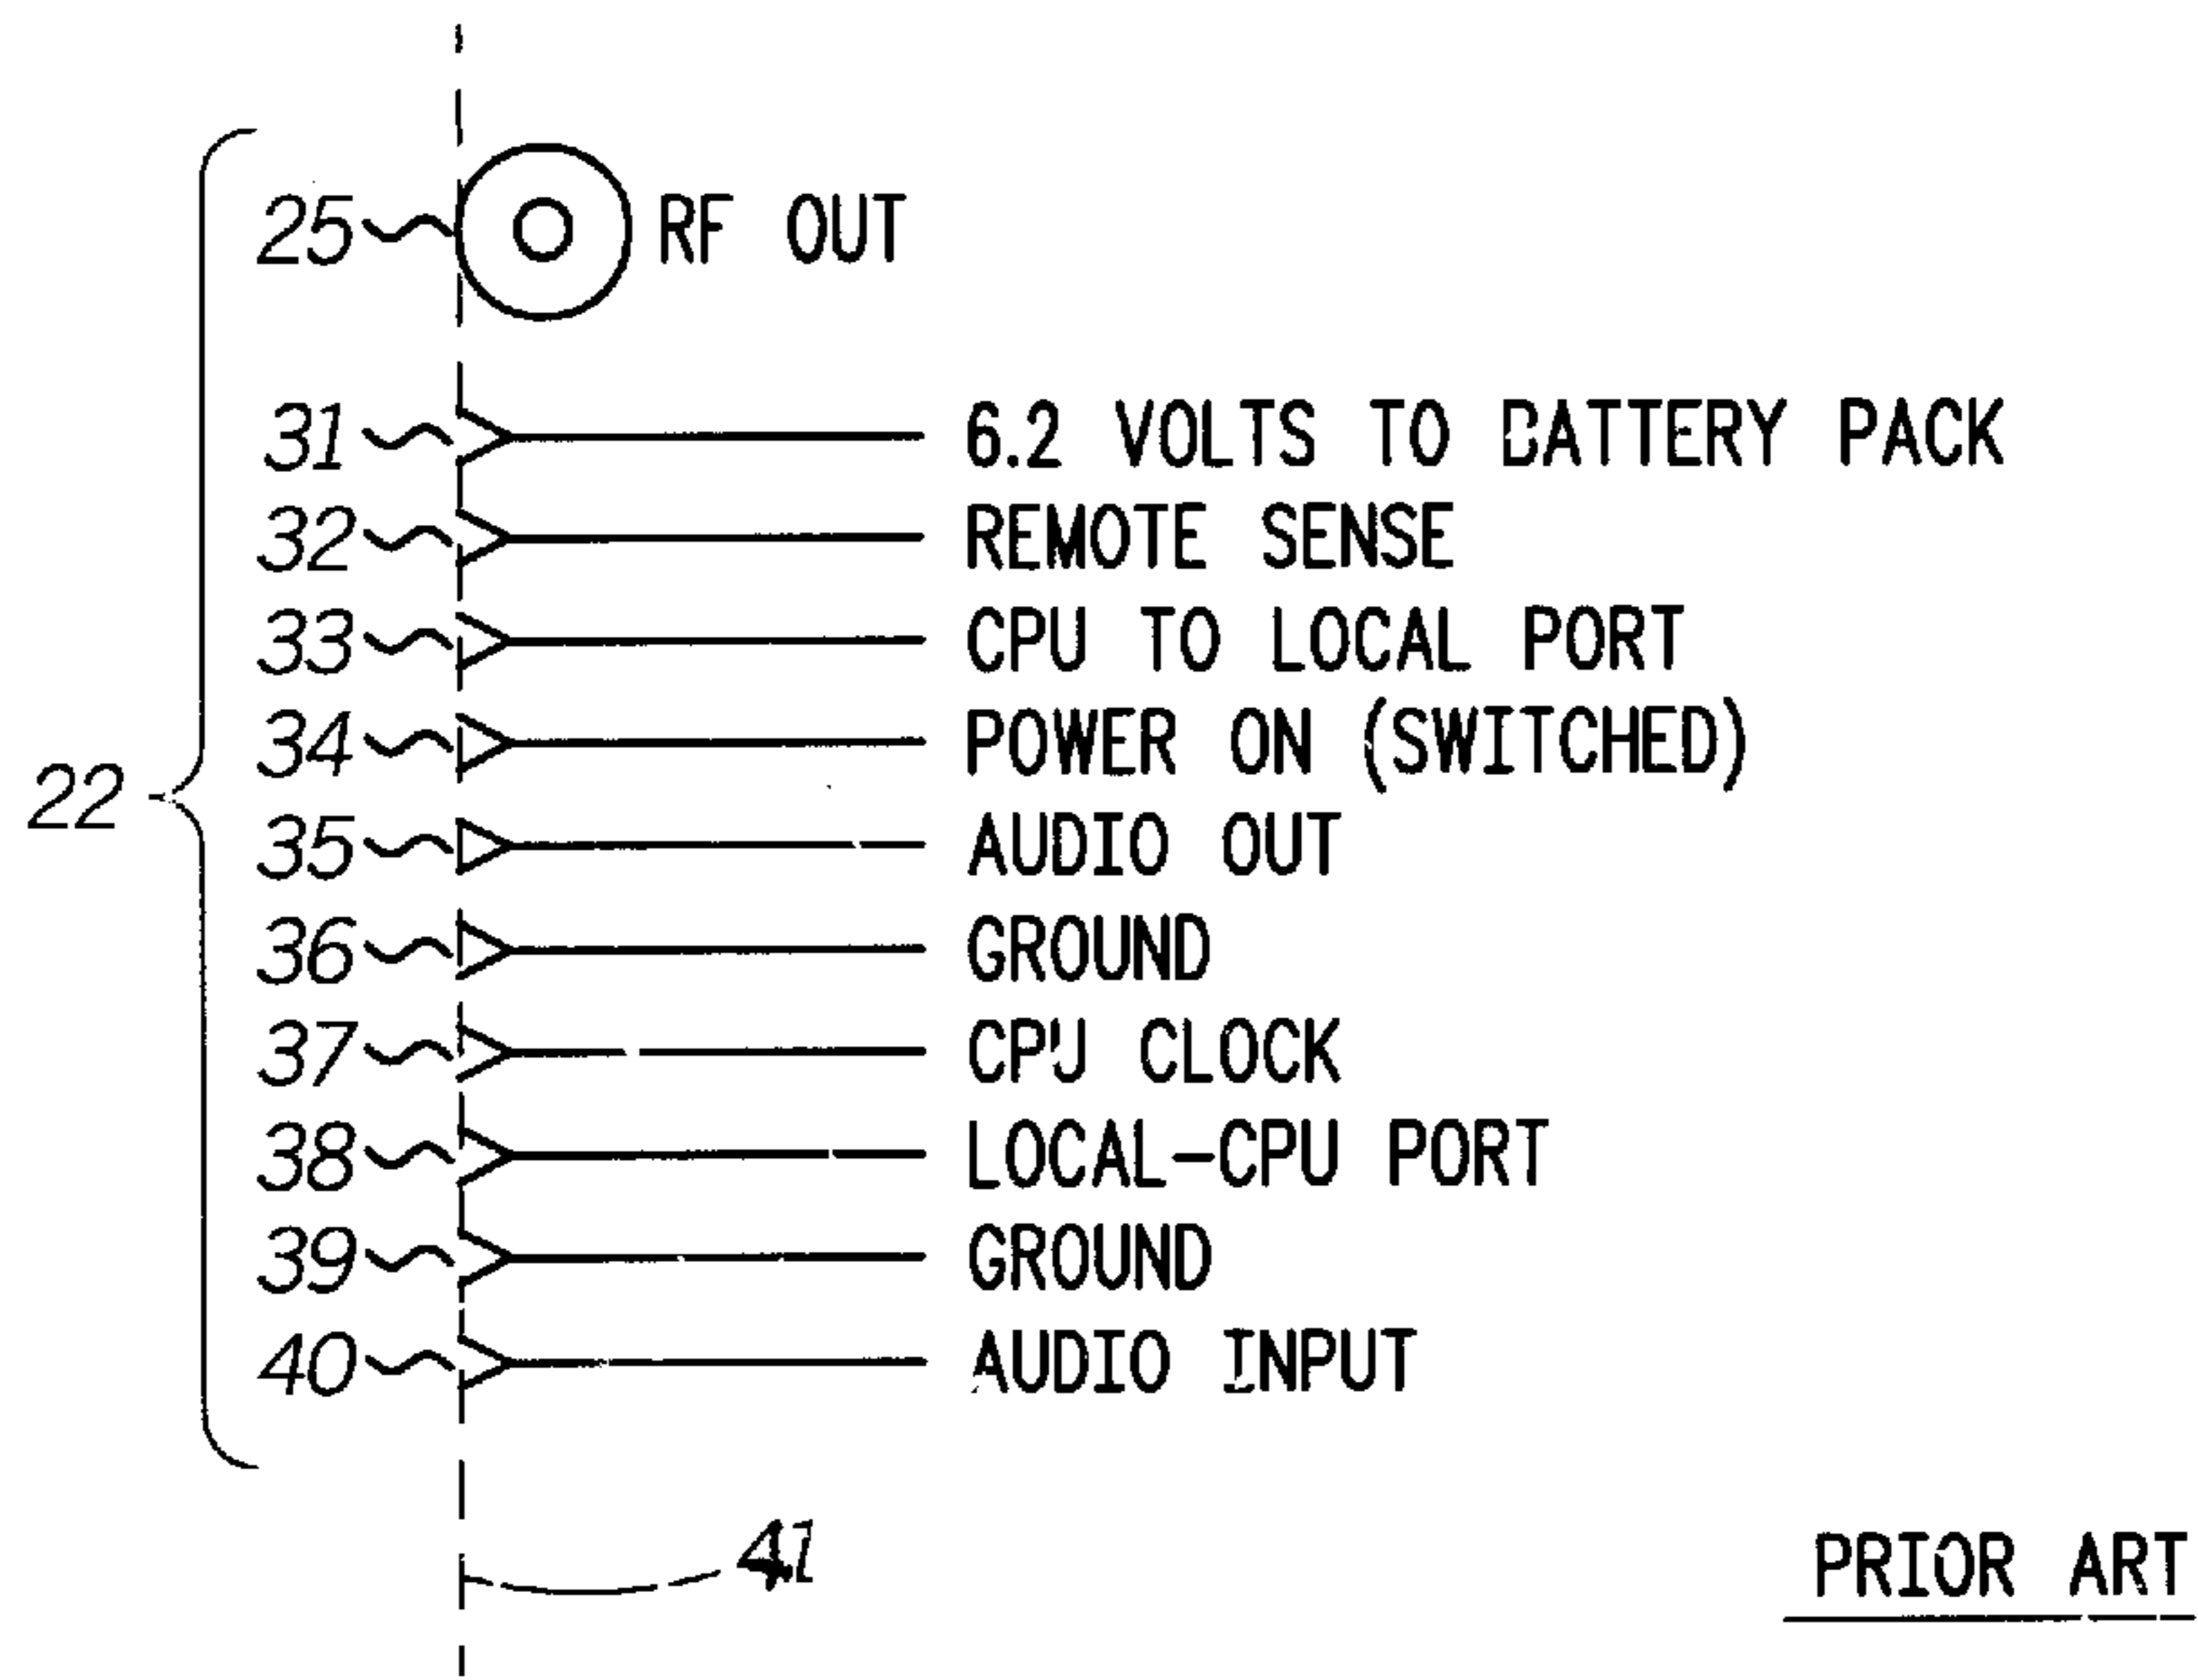 25 RF OUT
31 6.2 VOLTS TO BATTERY PACK
32 REMOTE SENSE
33 CPU TO LOCAL PORT
34 POWER ON (SWITCHED)
22
35 AUDIO OUT
36 GROUND
37 CPU CLOCK
38 LOCAL-CPU PORT
39 GROUND
40 AUDIO INPUT
41
PRIOR ART